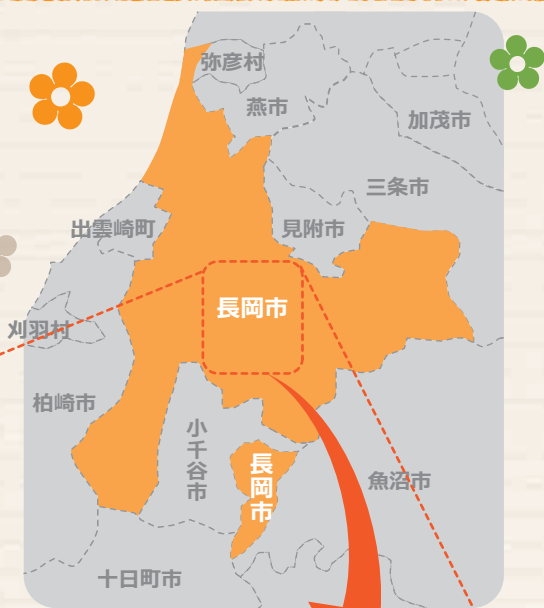 弥彦村
燕市
加茂市
三条市
出雲崎町
見附市
長岡市
刈羽村
柏崎市
小千谷市
長岡市
魚沼市
十日町市